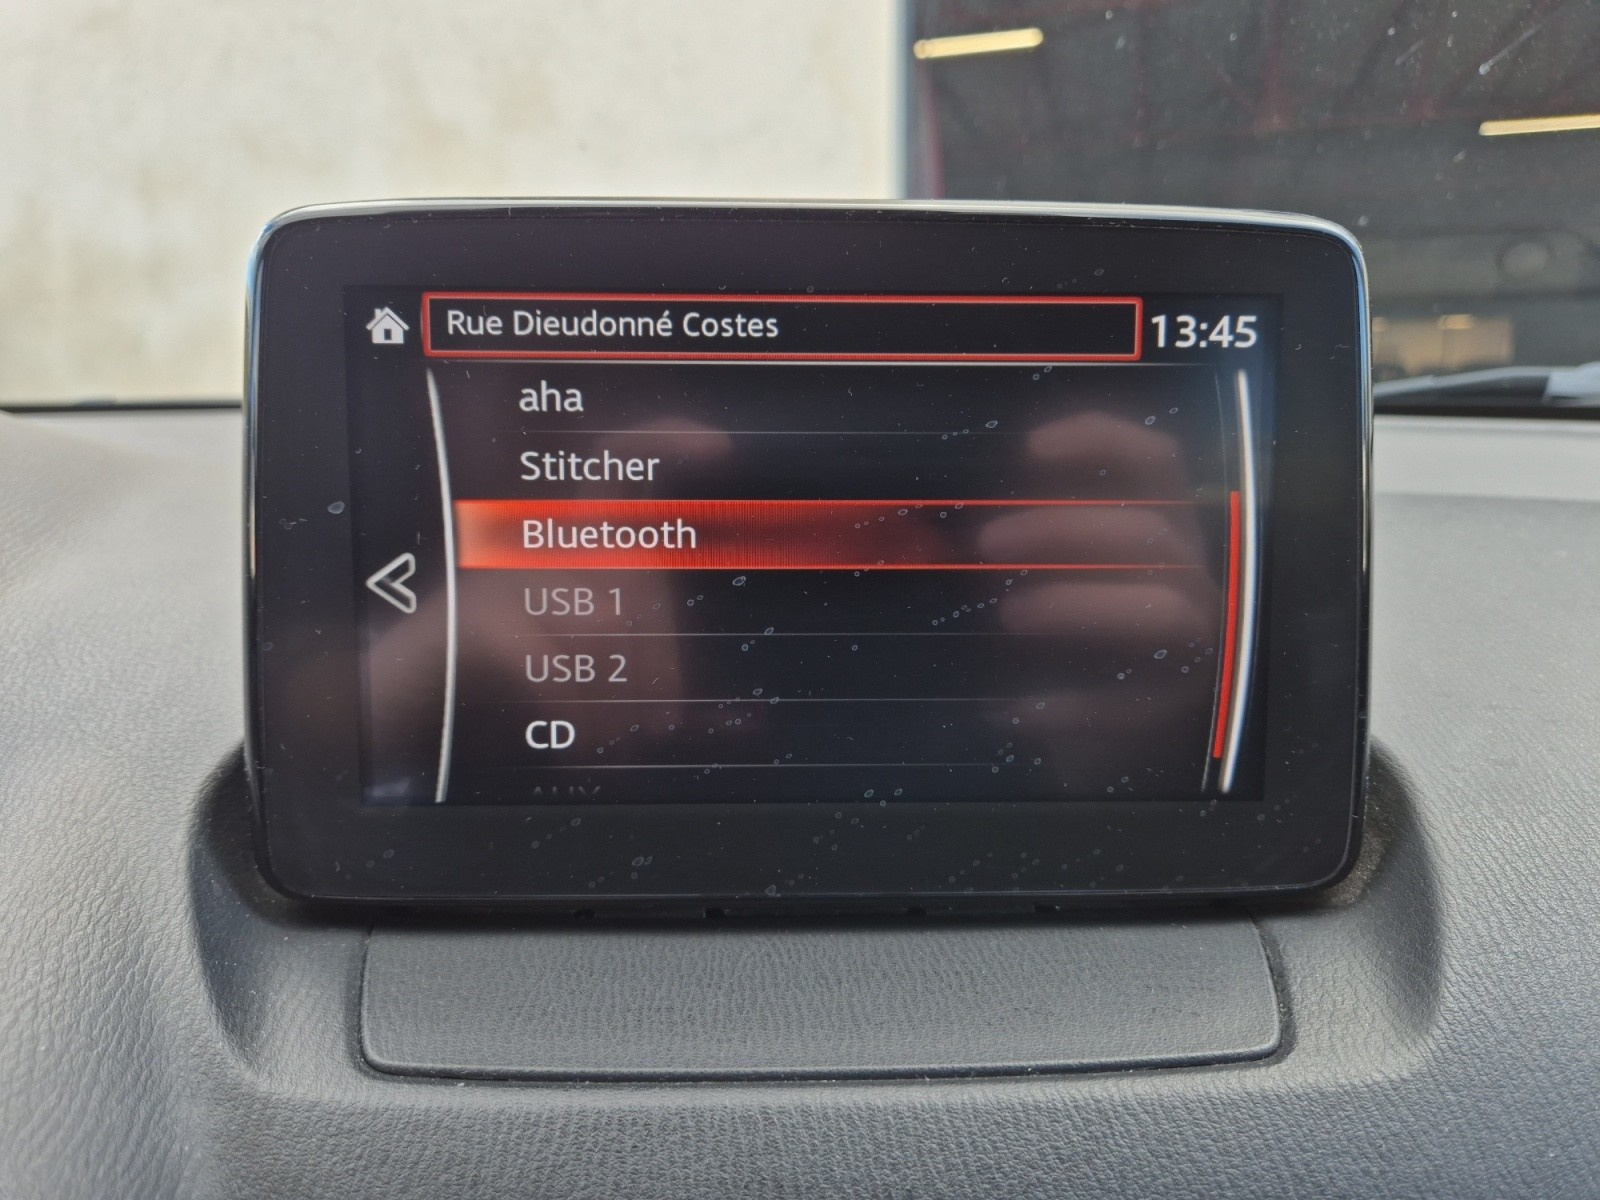 Rue Dieudonné Costes
13:45
aha
Stitcher
Bluetooth
USB 1
USB 2
CD